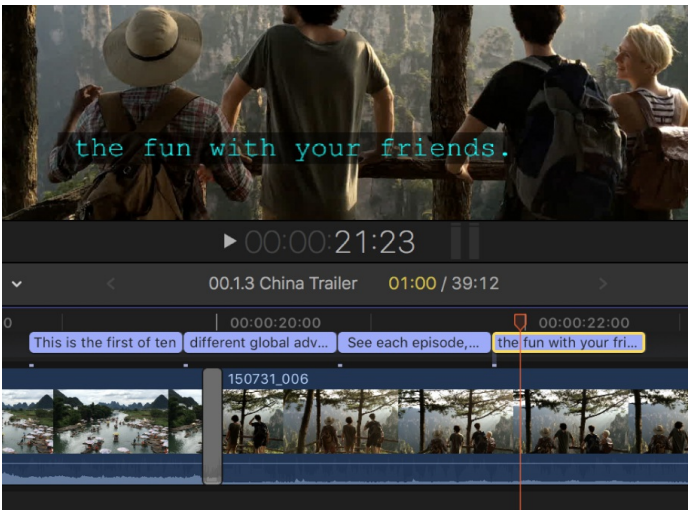 the fun with your friends.
00:00:21:23
00.1.3 China Trailer 01:00 / 39:12
0 00:00:20:00 00:00:22:00
This is the first of ten different global adv... See each episode,... the fun with your fri...
150731_006